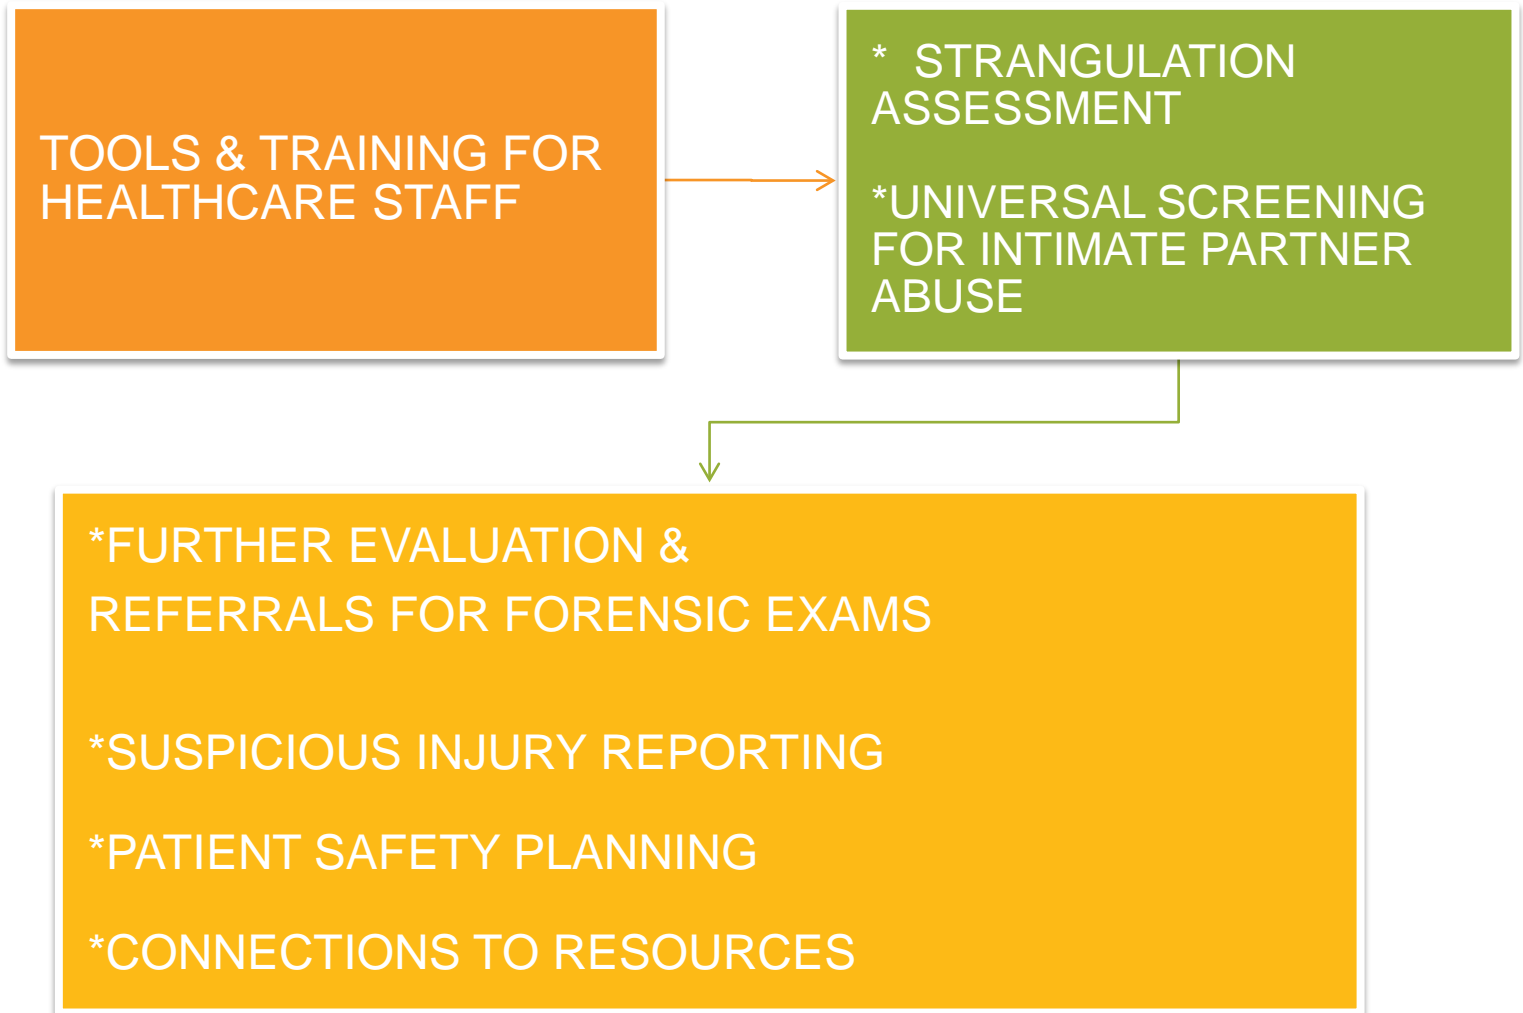 TOOLS & TRAINING FOR
HEALTHCARE STAFF
* STRANGULATION
ASSESSMENT
*UNIVERSAL SCREENING
FOR INTIMATE PARTNER
ABUSE
*FURTHER EVALUATION &
REFERRALS FOR FORENSIC EXAMS
*SUSPICIOUS INJURY REPORTING
*PATIENT SAFETY PLANNING
*CONNECTIONS TO RESOURCES